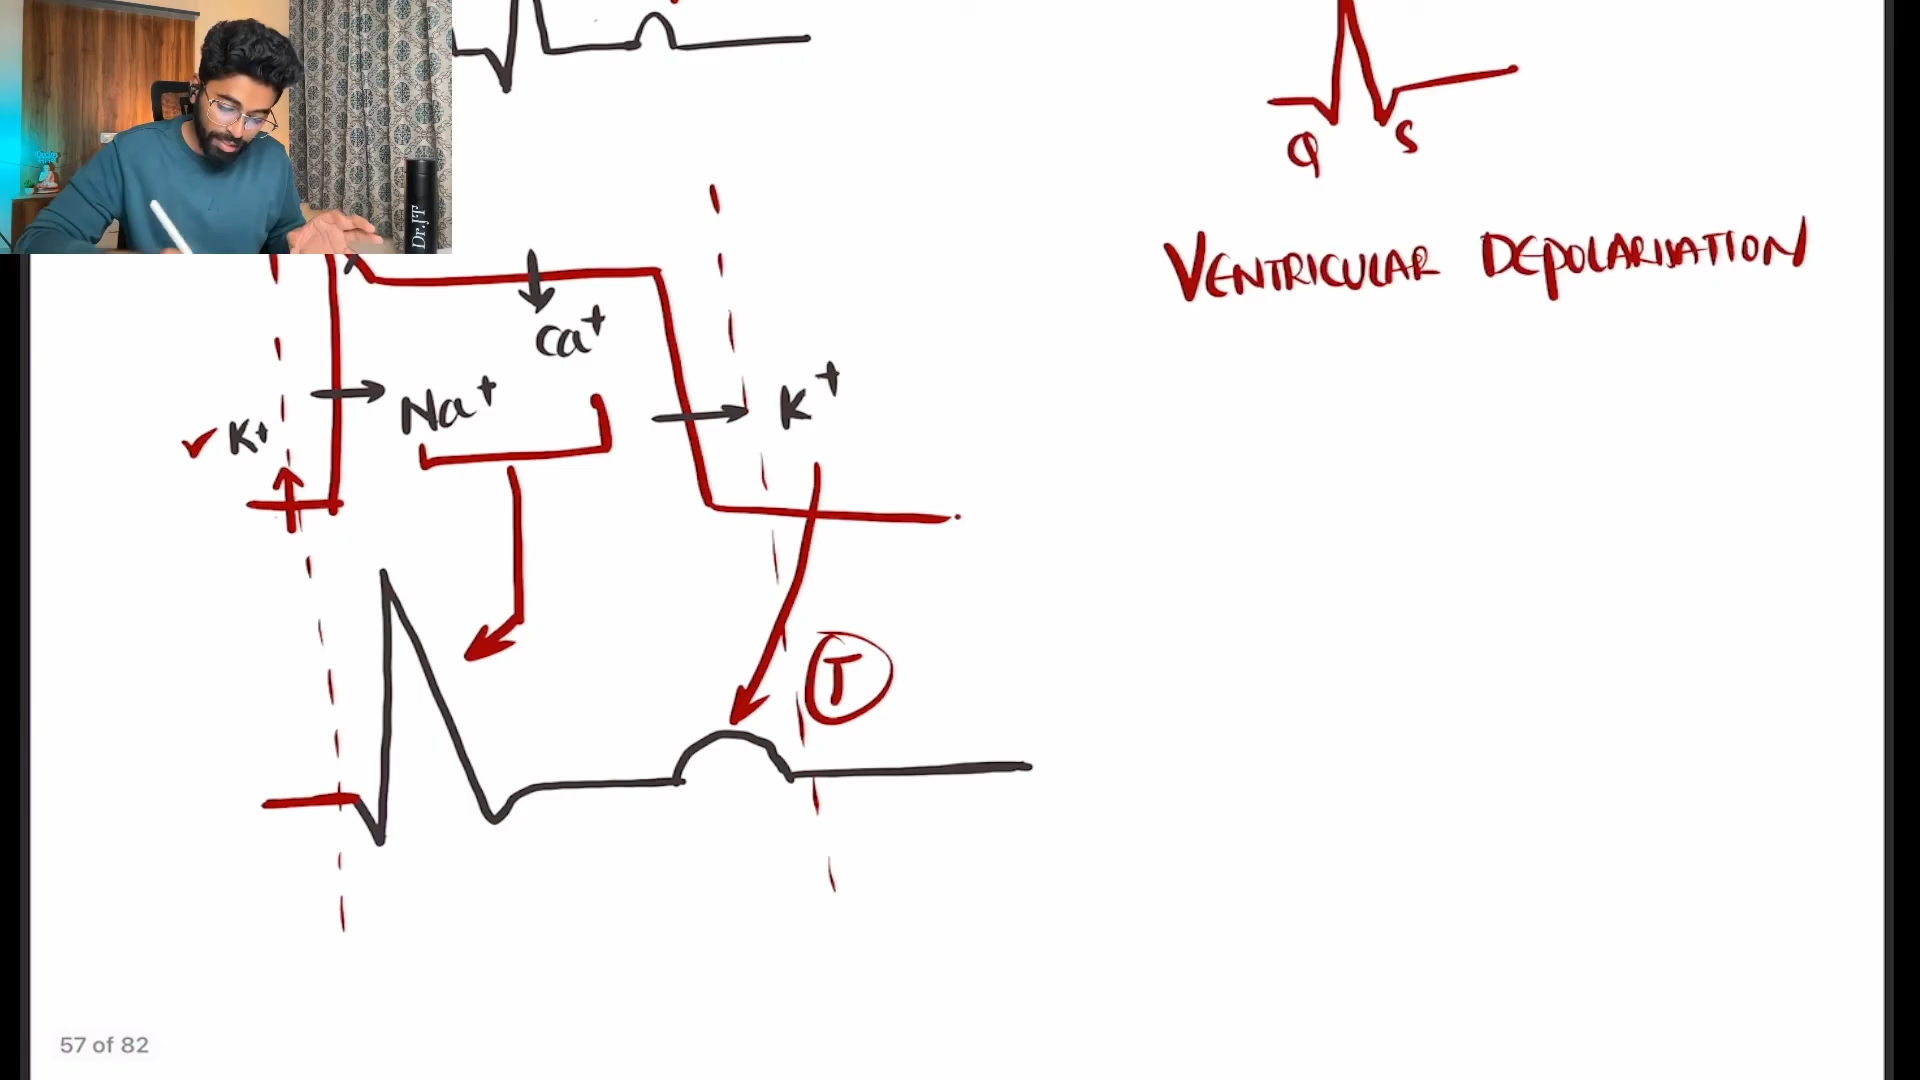 Dr.JT
Q S
VENTRICULAR DEPOLARISATION
Ca+
Na+
K+
K+
T
57 of 82